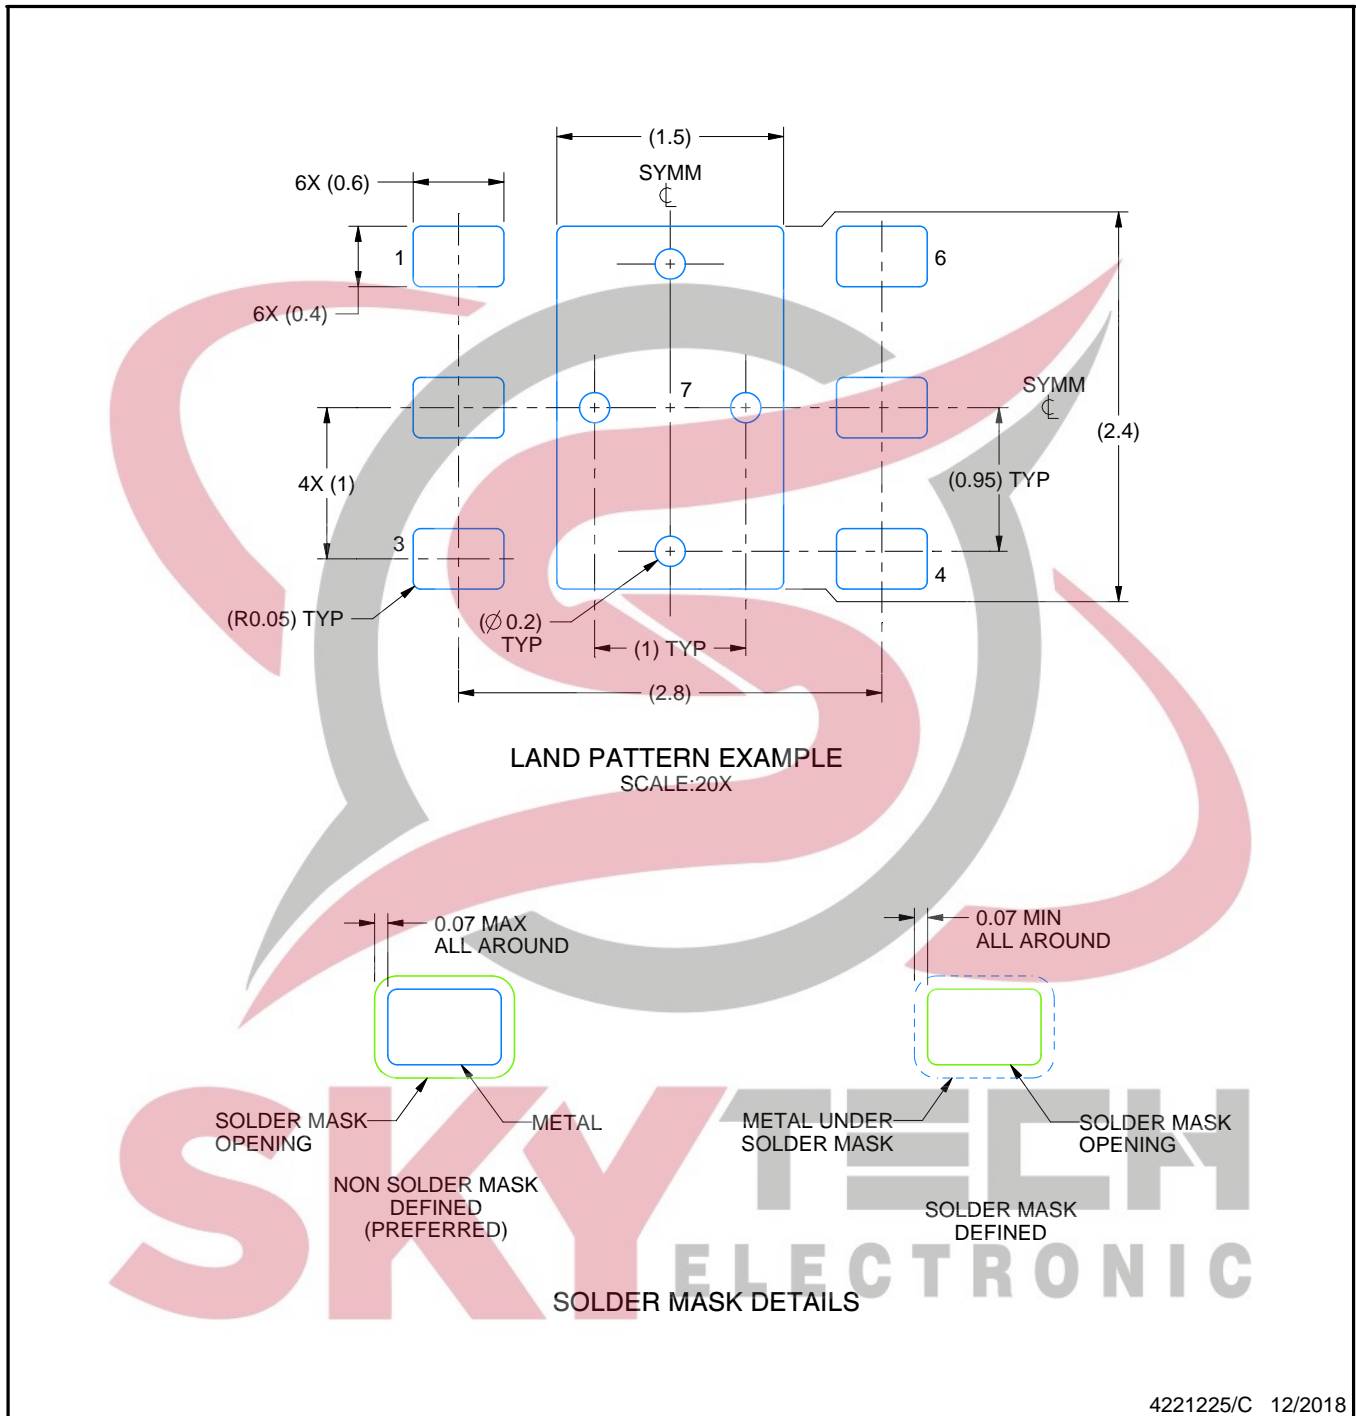 (1.5)
SYMM
CL
6X (0.6)
1
6
6X (0.4)
7
SYMM
CL
(2.4)
4X (1)
(0.95) TYP
3
4
(R0.05) TYP
(Ø 0.2)
TYP
(1) TYP
(2.8)
LAND PATTERN EXAMPLE
SCALE:20X
0.07 MAX
ALL AROUND
0.07 MIN
ALL AROUND
SOLDER MASK
OPENING
METAL
METAL UNDER
SOLDER MASK
SOLDER MASK
OPENING
NON SOLDER MASK
DEFINED
(PREFERRED)
SOLDER MASK
DEFINED
SKYTECH
ELECTRONIC
SOLDER MASK DETAILS
4221225/C 12/2018